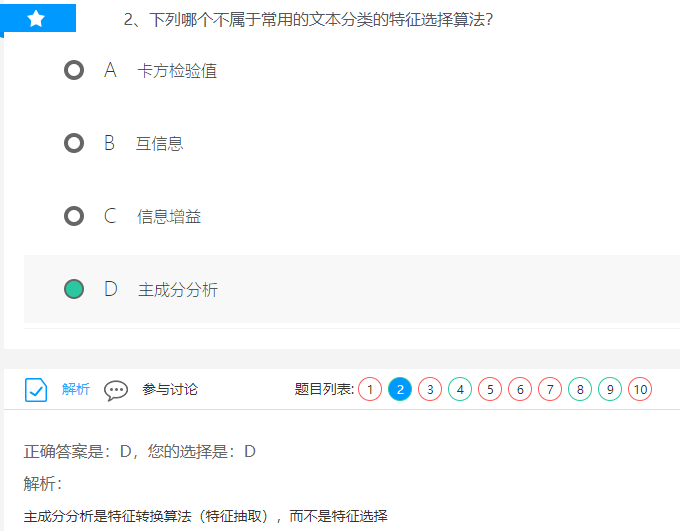 2、下列哪个不属于常用的文本分类的特征选择算法?
A 卡方检验值
B 互信息
C 信息增益
D 主成分分析
解析 参与讨论 题目列表: 1 2 3 4 5 6 7 8 9 10
正确答案是：D，您的选择是：D
解析：
主成分分析是特征转换算法（特征抽取），而不是特征选择